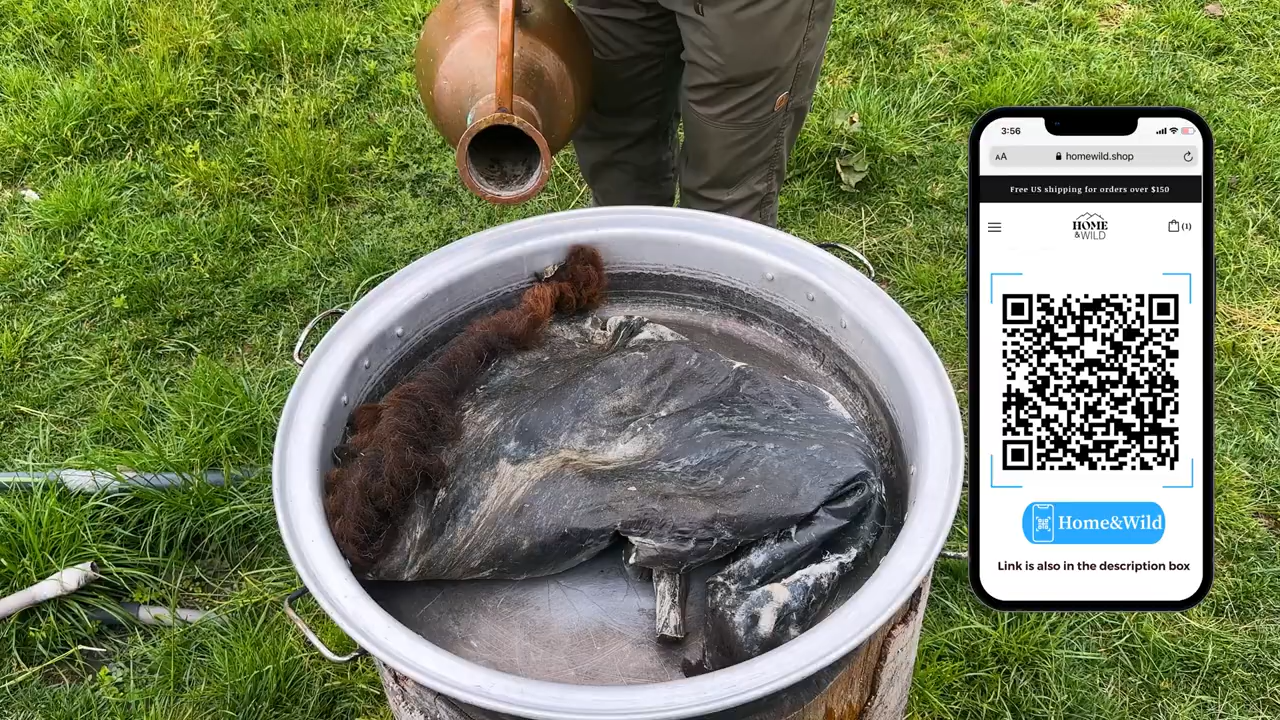 3:56
AA
homewild.shop
Free US shipping for orders over $150
HOME
&WILD
(1)
Home&Wild
Link is also in the description box